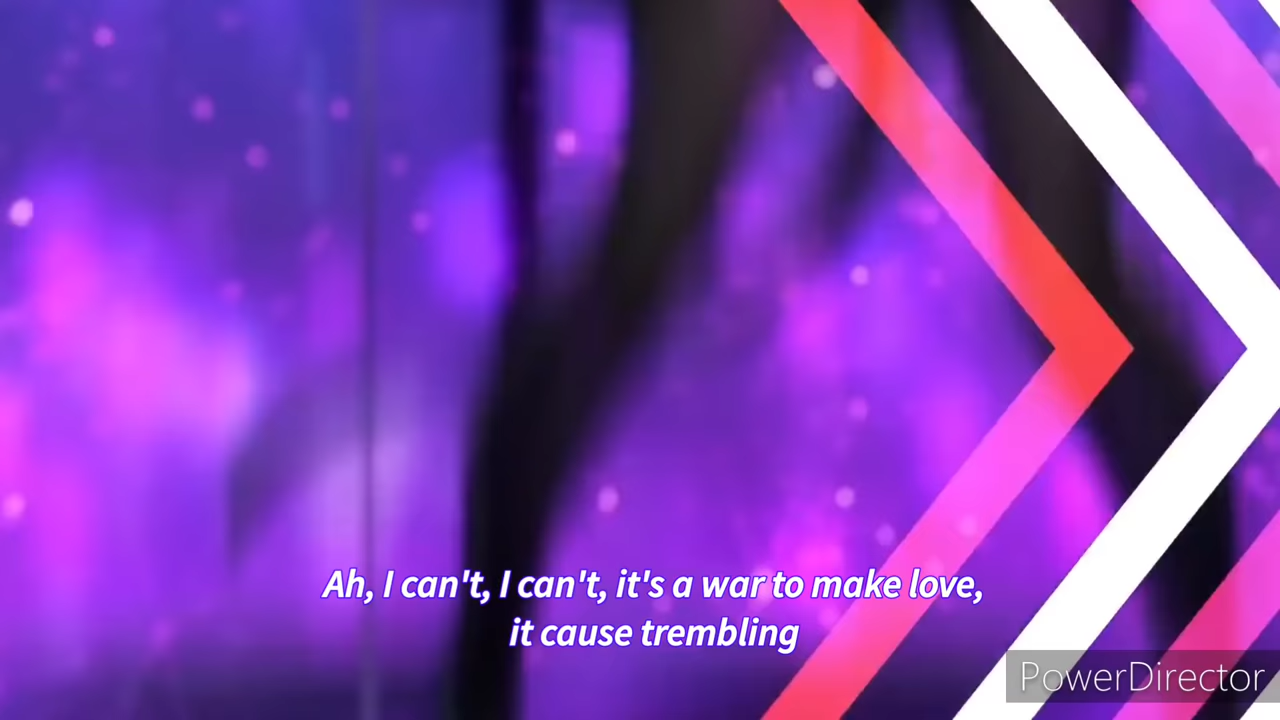 Ah, I can't, I can't, it's a war to make love,
it cause trembling
PowerDirector